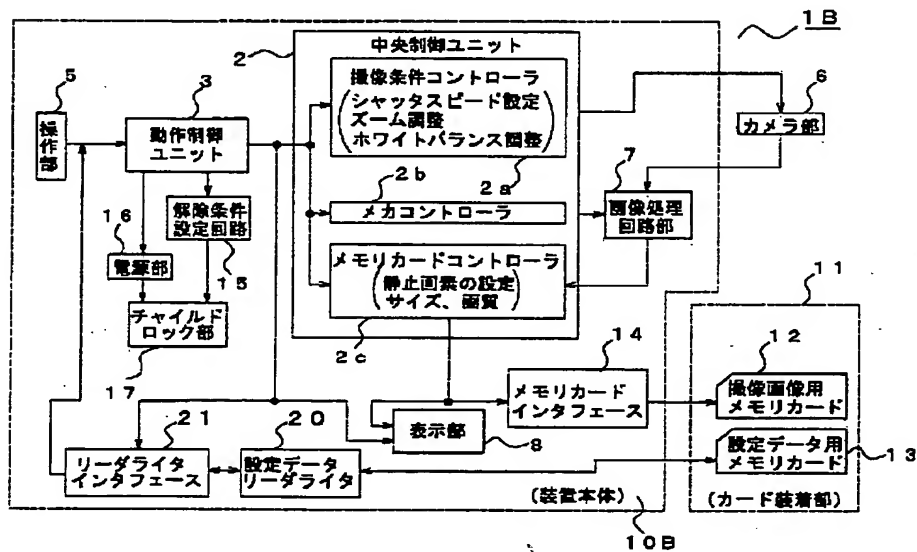 1B
2
中央制御ユニット
撮像条件コントローラ
シャッタスピード設定
ズーム調整
ホワイトバランス調整
2a
5
操作部
3
動作制御
ユニット
6
カメラ部
2b
メカコントローラ
7
画像処理
回路部
16
電源部
解除条件
設定回路
15
メモリカードコントローラ
静止画素の設定
サイズ、画質
2c
チャイルド
ロック部
17
11
14
メモリカード
インタフェース
12
撮像画像用
メモリカード
表示部
8
21
リーダライタ
インタフェース
20
設定データ
リーダライタ
設定データ用
メモリカード
13
(装置本体)
(カード装着部)
10B